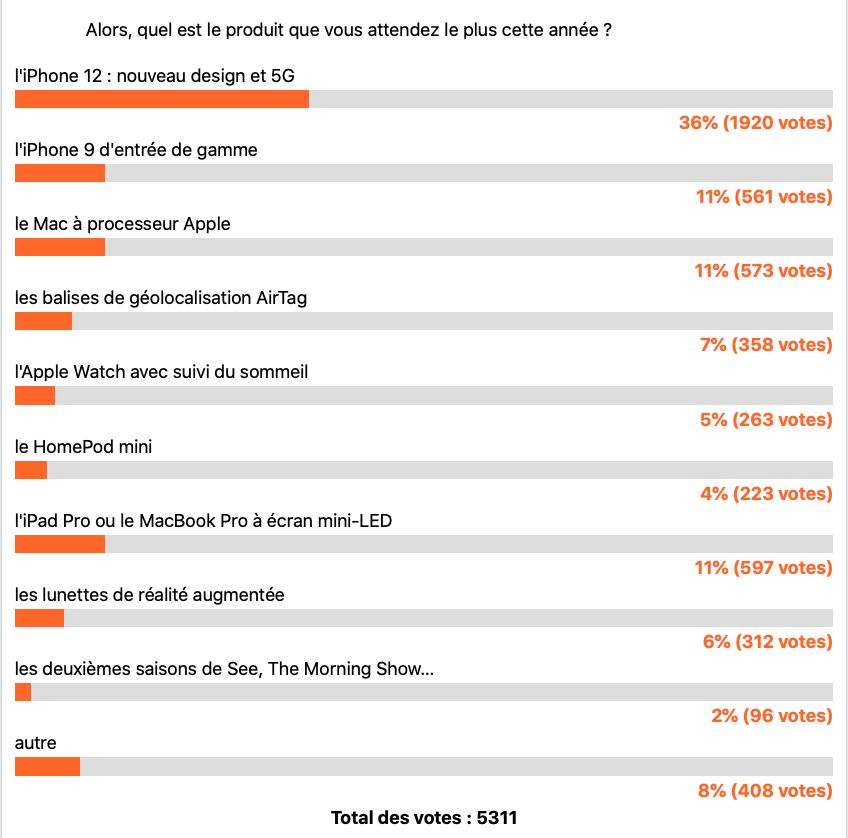 Alors, quel est le produit que vous attendez le plus cette année ?
l'iPhone 12 : nouveau design et 5G
36% (1920 votes)
l'iPhone 9 d'entrée de gamme
11% (561 votes)
le Mac à processeur Apple
11% (573 votes)
les balises de géolocalisation AirTag
7% (358 votes)
l'Apple Watch avec suivi du sommeil
5% (263 votes)
le HomePod mini
4% (223 votes)
l'iPad Pro ou le MacBook Pro à écran mini-LED
11% (597 votes)
les lunettes de réalité augmentée
6% (312 votes)
les deuxièmes saisons de See, The Morning Show...
2% (96 votes)
autre
8% (408 votes)
Total des votes : 5311